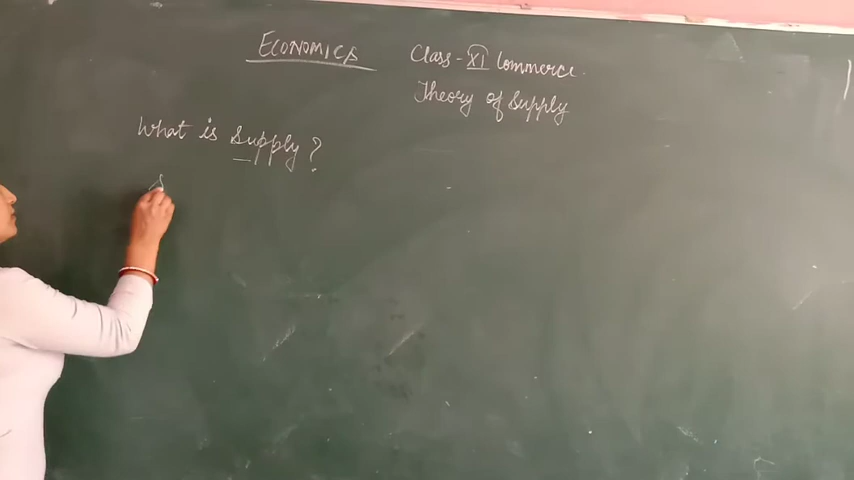 ECONOMICS Class-XI Commerce.
Theory of Supply
What is Supply?